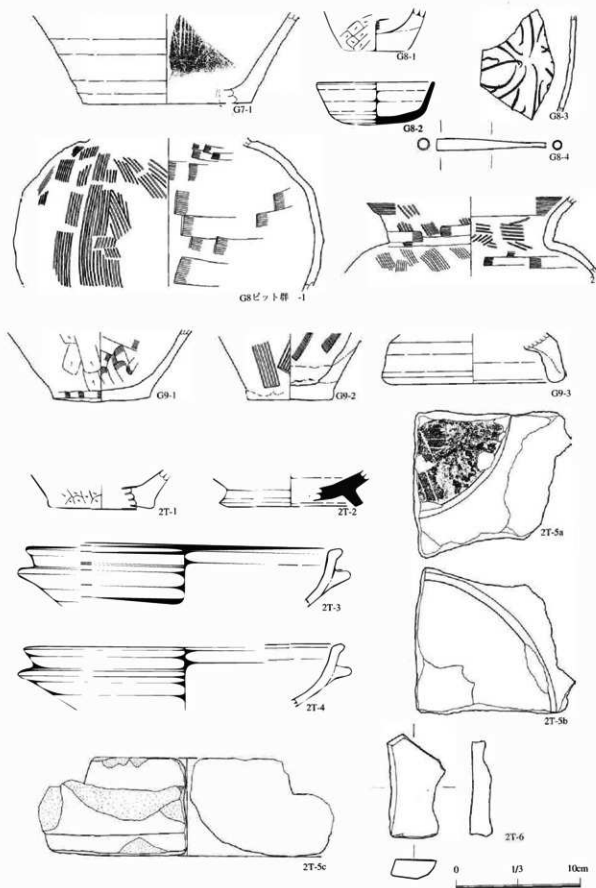 G7-1
G8-1
G8-2
G8-3
G8-4
G8ピット群 -1
2
G9-1
G9-2
G9-3
2T-1
2T-2
2T-3
2T-4
2T-5a
2T-5b
2T-5c
2T-6
0 1/3 10cm